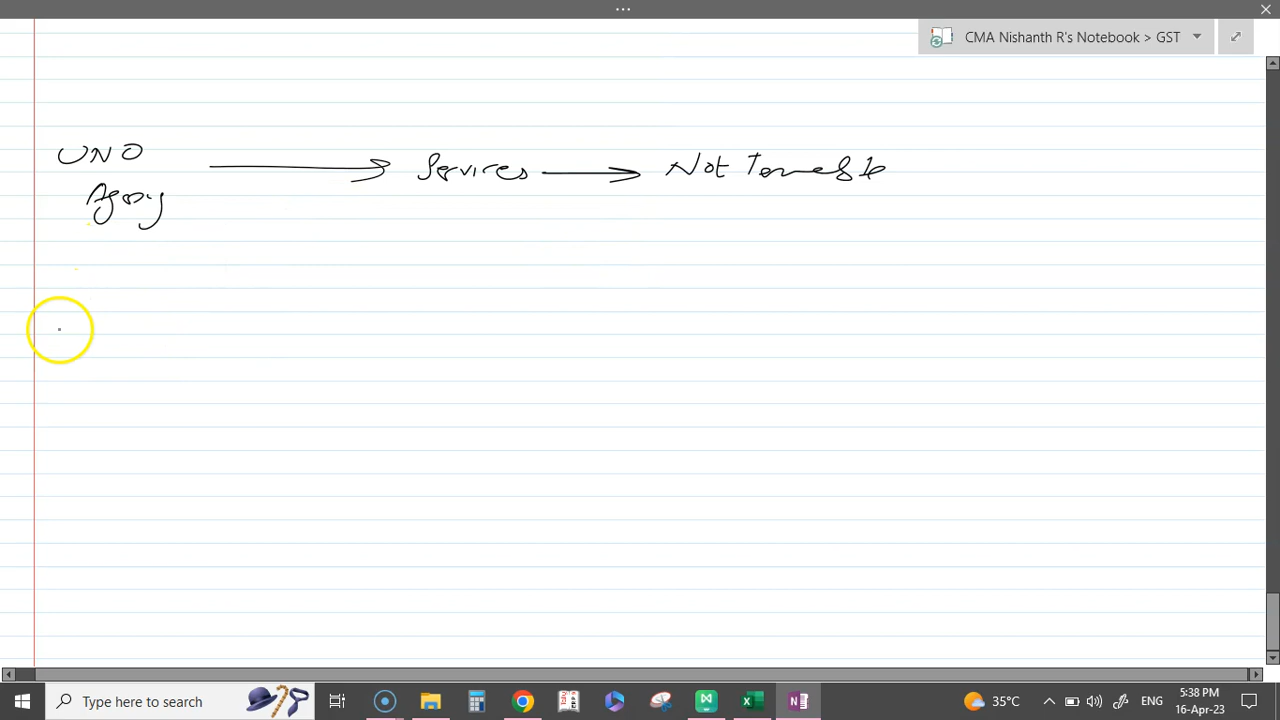 ...
CMA Nishanth R's Notebook > GST
UNO
Agency
Services
Not
Type here to search
35°C
ENG
5:38 PM
16-Apr-23